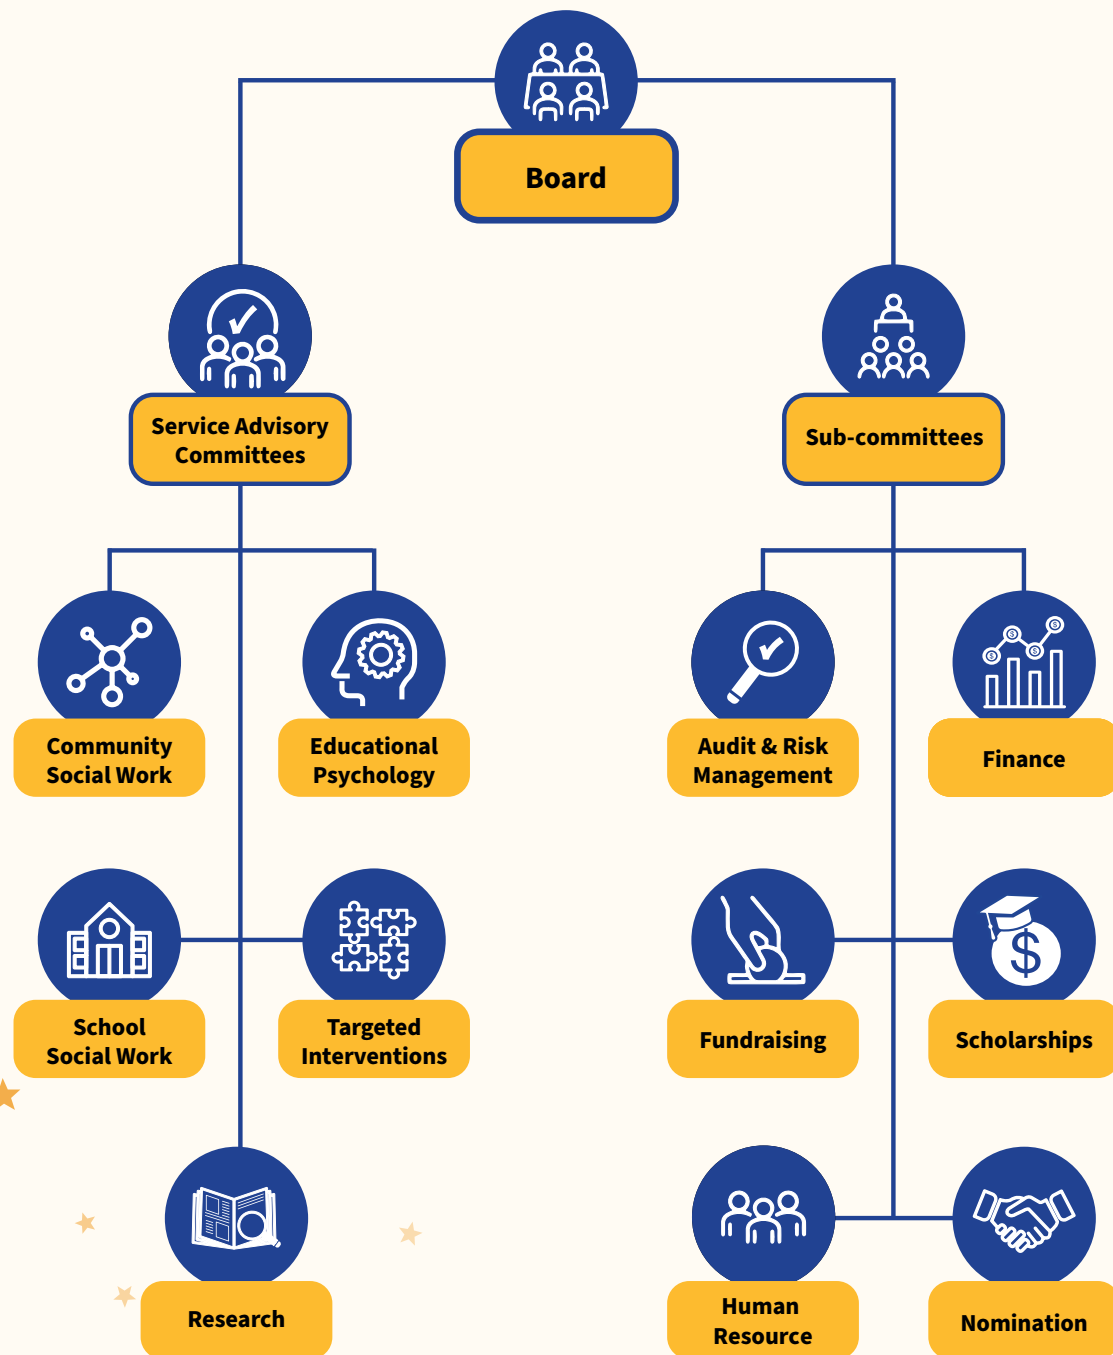 Board
Service Advisory
Committees
Sub-committees
Community
Social Work
Educational
Psychology
Audit & Risk
Management
Finance
School
Social Work
Targeted
Interventions
Fundraising
Scholarships
Research
Human
Resource
Nomination